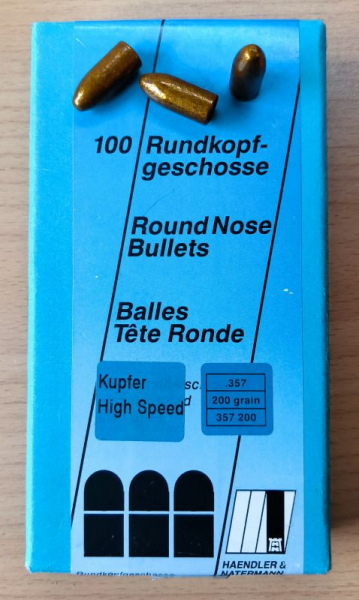 100 Rundkopf-
geschosse
Round Nose
Bullets
Balles
Tête Ronde
Kupfer
High Speed
.357
200 grain
357 200
HAENDLER &
NATERMANN
Rundkopfgeschosse